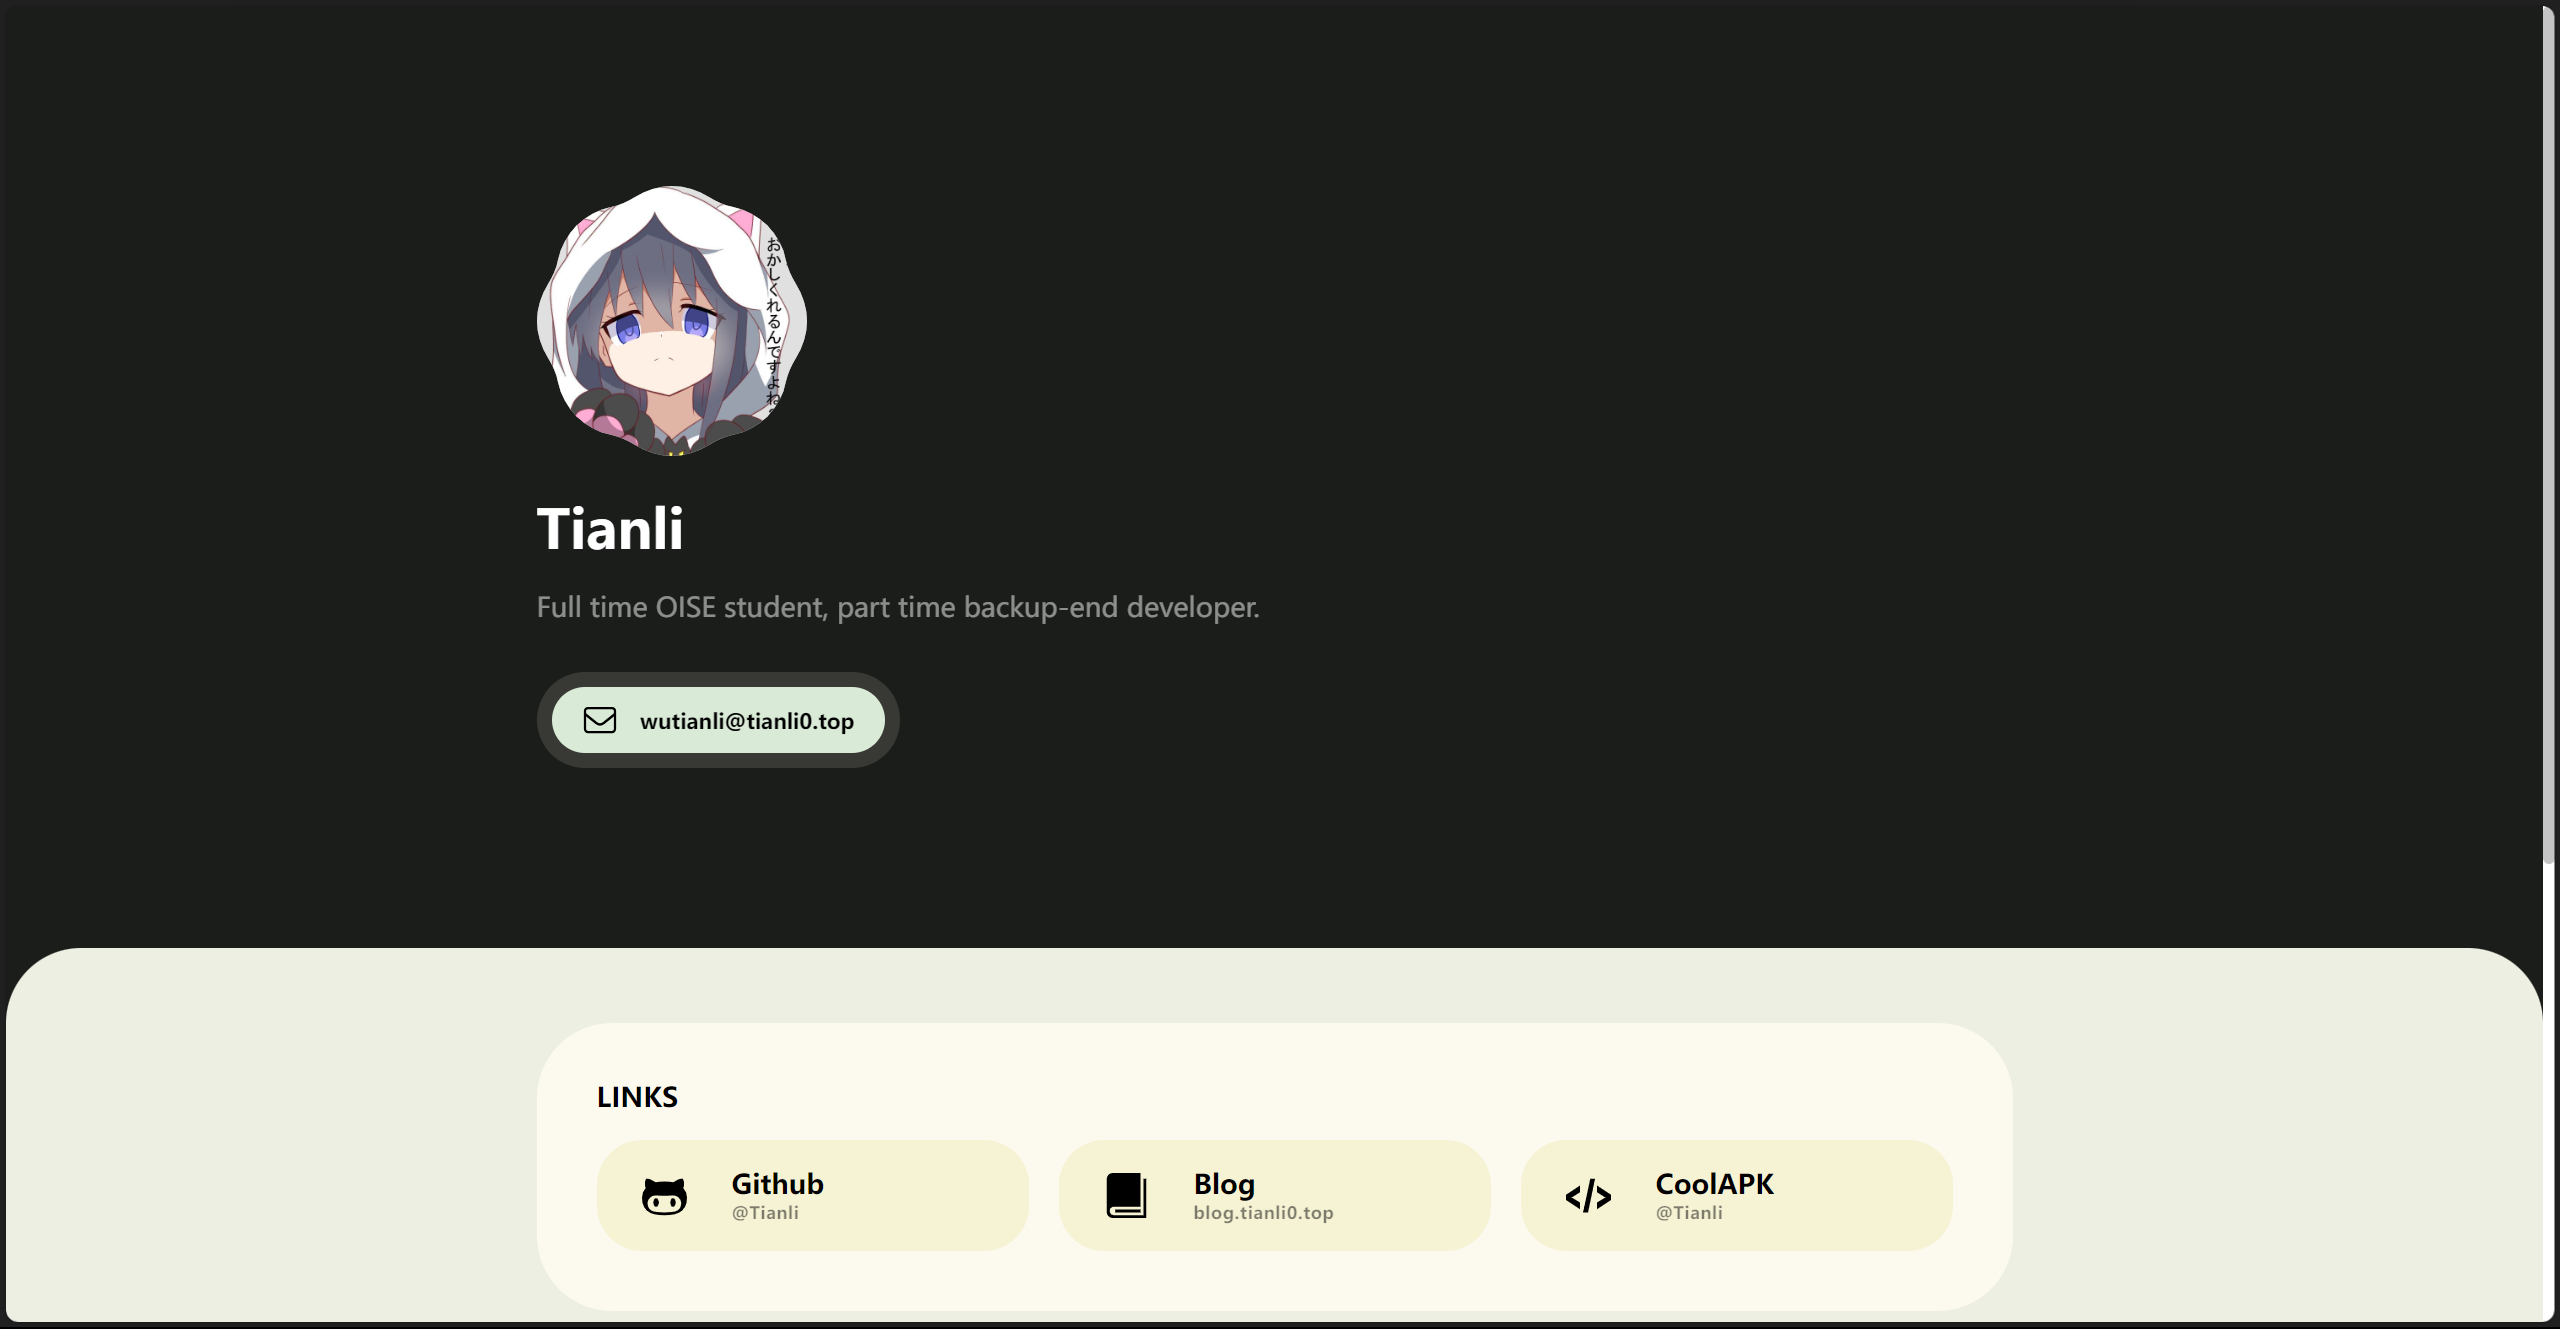 おかしくれるんですよね
Tianli
Full time OISE student, part time backup-end developer.
wutianli@tianli0.top
LINKS
Github
@Tianli
Blog
blog.tianli0.top
CoolAPK
@Tianli